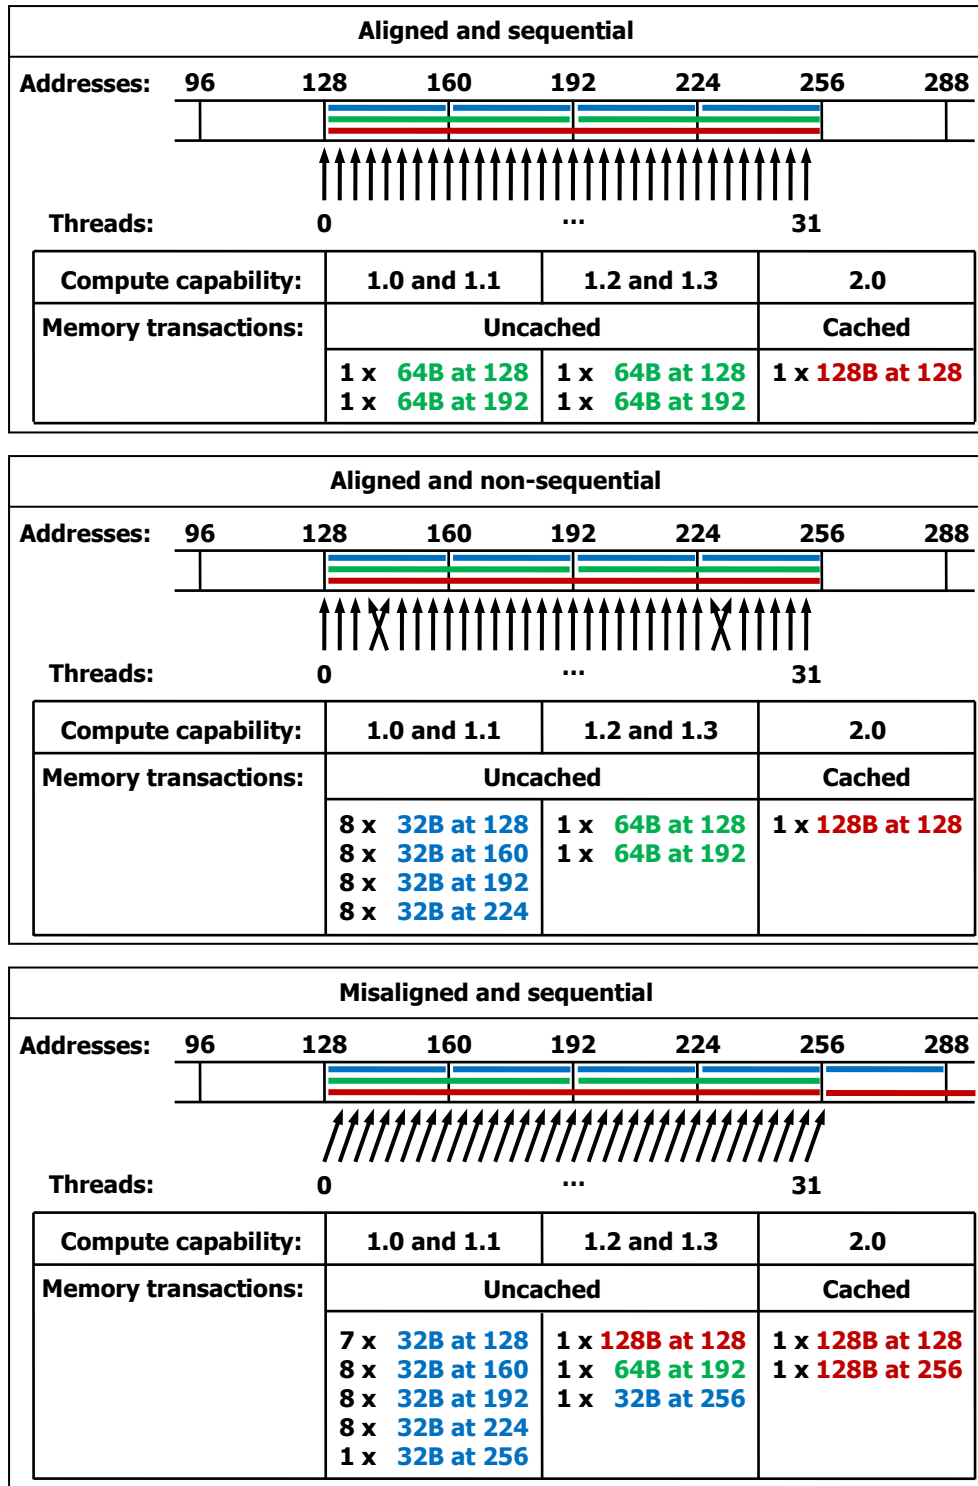 Aligned and sequential
Addresses: 96 128 160 192 224 256 288
Threads: 0 ... 31
Compute capability: 1.0 and 1.1 1.2 and 1.3 2.0
Memory transactions: Uncached Cached
1 x 64B at 128 1 x 64B at 128 1 x 128B at 128
1 x 64B at 192 1 x 64B at 192
Aligned and non-sequential
Addresses: 96 128 160 192 224 256 288
Threads: 0 ... 31
Compute capability: 1.0 and 1.1 1.2 and 1.3 2.0
Memory transactions: Uncached Cached
8 x 32B at 128 1 x 64B at 128 1 x 128B at 128
8 x 32B at 160 1 x 64B at 192
8 x 32B at 192
8 x 32B at 224
Misaligned and sequential
Addresses: 96 128 160 192 224 256 288
Threads: 0 ... 31
Compute capability: 1.0 and 1.1 1.2 and 1.3 2.0
Memory transactions: Uncached Cached
7 x 32B at 128 1 x 128B at 128 1 x 128B at 128
8 x 32B at 160 1 x 64B at 192 1 x 128B at 256
8 x 32B at 192 1 x 32B at 256
8 x 32B at 224
1 x 32B at 256